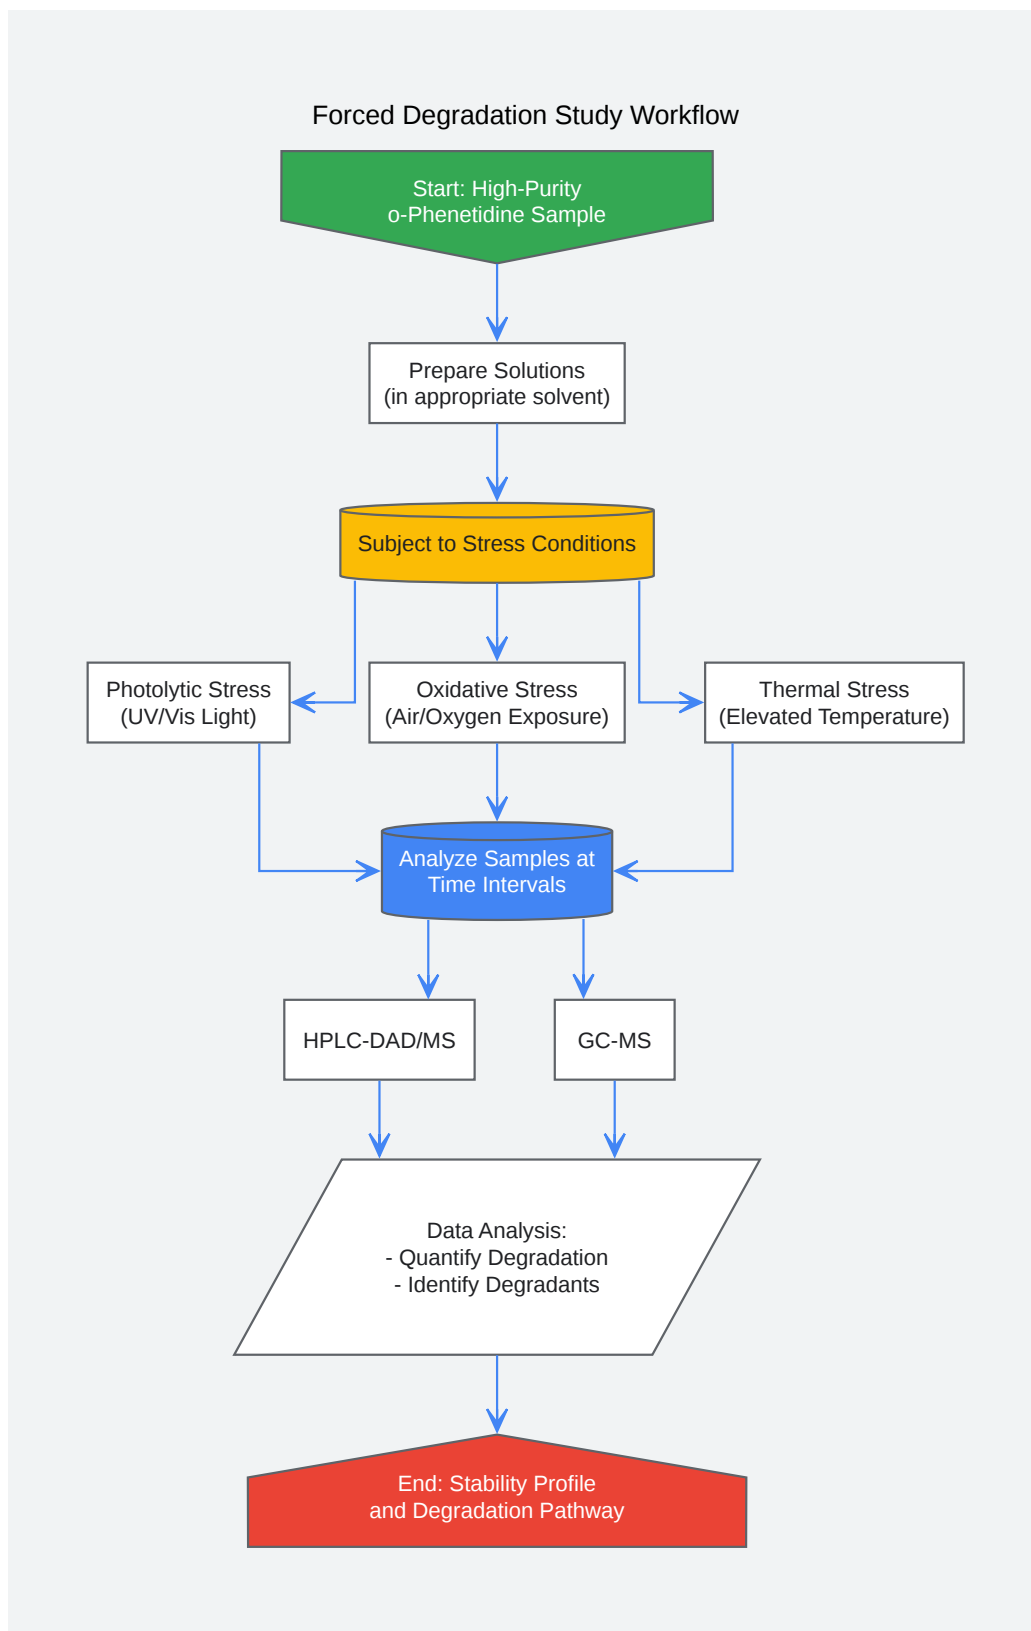 Forced Degradation Study Workflow
Start: High-Purity
o-Phenetidine Sample
Prepare Solutions
(in appropriate solvent)
Subject to Stress Conditions
Photolytic Stress
(UV/Vis Light)
Oxidative Stress
(Air/Oxygen Exposure)
Thermal Stress
(Elevated Temperature)
Analyze Samples at
Time Intervals
HPLC-DAD/MS
GC-MS
Data Analysis:
- Quantify Degradation
- Identify Degradants
End: Stability Profile
and Degradation Pathway